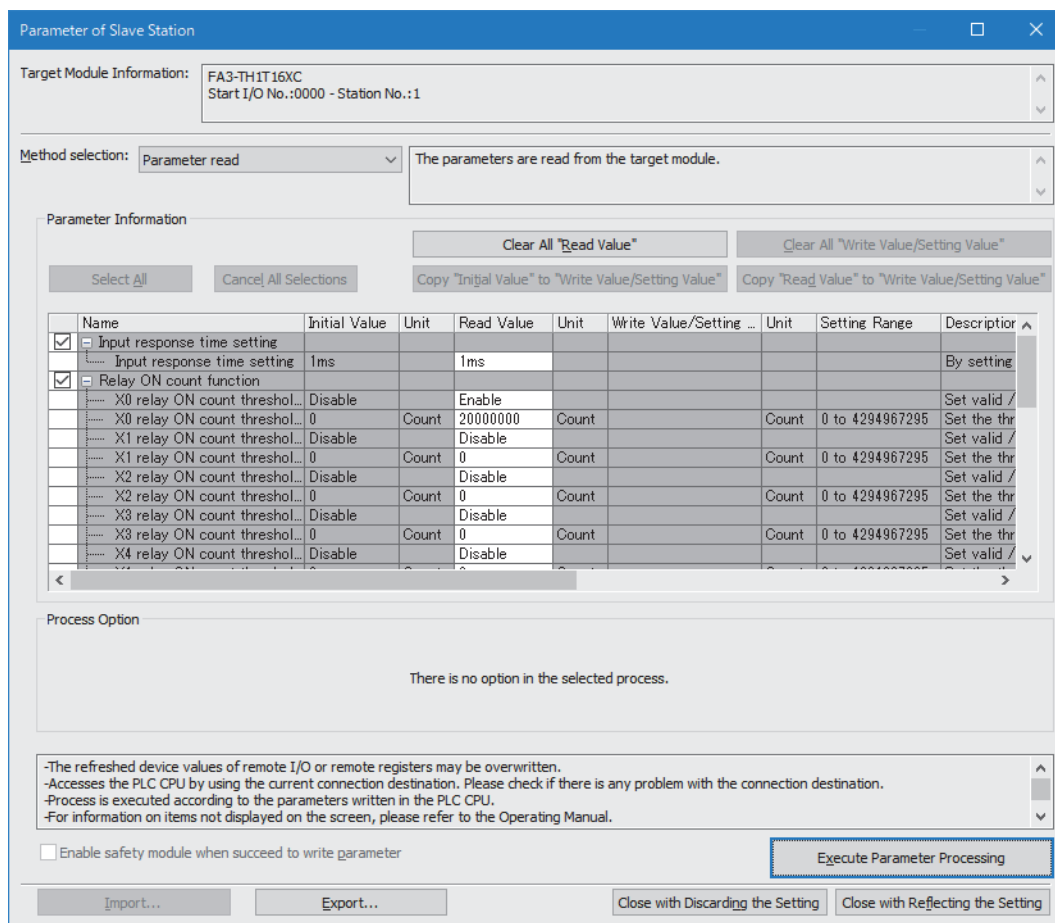 Parameter of Slave Station
Target Module Information:
FA3-TH1T16XC
Start I/O No.:0000 - Station No.:1
Method selection: Parameter read
The parameters are read from the target module.
Parameter Information
Clear All "Read Value" Clear All "Write Value/Setting Value"
Select All Cancel All Selections Copy "Initial Value" to "Write Value/Setting Value" Copy "Read Value" to "Write Value/Setting Value"
Name Initial Value Unit Read Value Unit Write Value/Setting ... Unit Setting Range Description
Input response time setting
Input response time setting 1ms 1ms By setting
Relay ON count function
X0 relay ON count threshol... Disable Enable Set valid /
X0 relay ON count threshol... 0 Count 20000000 Count Count 0 to 4294967295 Set the thr
X1 relay ON count threshol... Disable Disable Set valid /
X1 relay ON count threshol... 0 Count 0 Count Count 0 to 4294967295 Set the thr
X2 relay ON count threshol... Disable Disable Set valid /
X2 relay ON count threshol... 0 Count 0 Count Count 0 to 4294967295 Set the thr
X3 relay ON count threshol... Disable Disable Set valid /
X3 relay ON count threshol... 0 Count 0 Count Count 0 to 4294967295 Set the thr
X4 relay ON count threshol... Disable Disable Set valid /
Process Option
There is no option in the selected process.
-The refreshed device values of remote I/O or remote registers may be overwritten.
-Accesses the PLC CPU by using the current connection destination. Please check if there is any problem with the connection destination.
-Process is executed according to the parameters written in the PLC CPU.
-For information on items not displayed on the screen, please refer to the Operating Manual.
Enable safety module when succeed to write parameter
Execute Parameter Processing
Import... Export... Close with Discarding the Setting Close with Reflecting the Setting